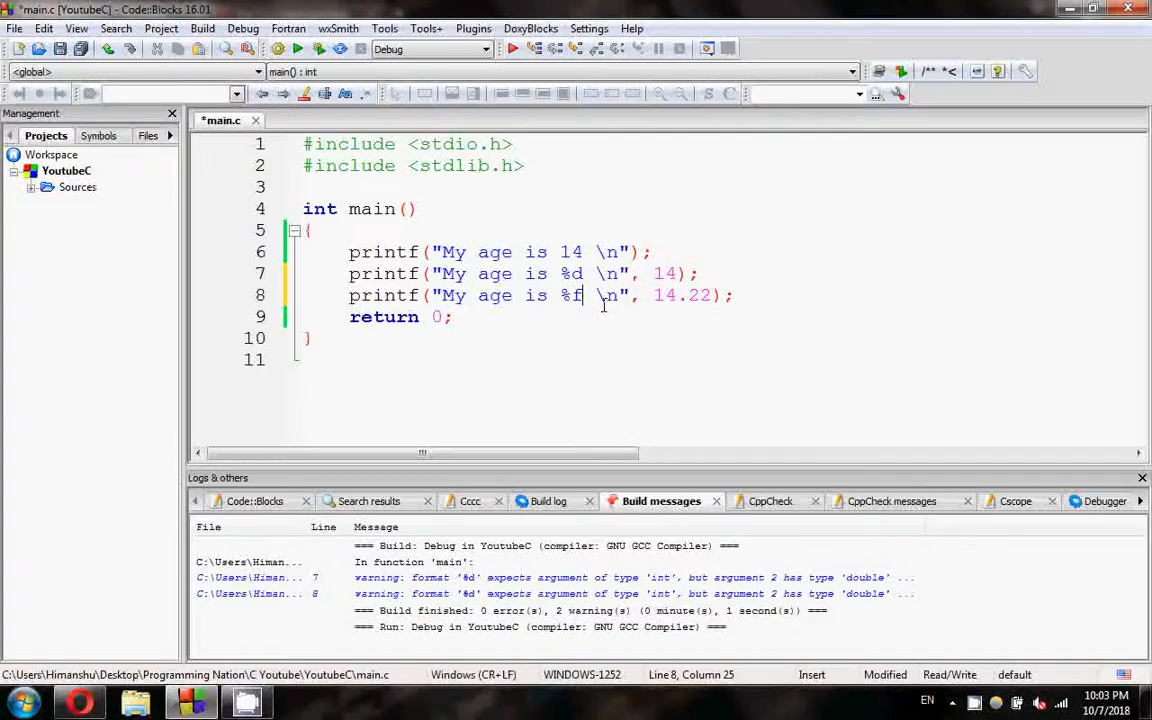 *main.c [YoutubeC] - Code::Blocks 16.01
File Edit View Search Project Build Debug Fortran wxSmith Tools Tools+ Plugins DoxyBlocks Settings Help
Debug
<global> main() : int /** *<
S C
Management
Projects Symbols Files
Workspace
YoutubeC
Sources
*main.c
1 #include <stdio.h>
2 #include <stdlib.h>
3
4 int main()
5 {
6 printf("My age is 14 \n");
7 printf("My age is %d \n", 14);
8 printf("My age is %f \n", 14.22);
9 return 0;
10 }
11
Logs & others
Code::Blocks Search results Cccc Build log Build messages CppCheck CppCheck messages Cscope Debugger
File Line Message
=== Build: Debug in YoutubeC (compiler: GNU GCC Compiler) ===
C:\Users\Himan... In function 'main':
C:\Users\Himan... 7 warning: format '%d' expects argument of type 'int', but argument 2 has type 'double' ...
C:\Users\Himan... 8 warning: format '%d' expects argument of type 'int', but argument 2 has type 'double' ...
=== Build finished: 0 error(s), 2 warning(s) (0 minute(s), 1 second(s)) ===
=== Run: Debug in YoutubeC (compiler: GNU GCC Compiler) ===
C:\Users\Himanshu\Desktop\Programming Nation\C Youtube\YoutubeC\main.c Windows (CR+LF) WINDOWS-1252 Line 8, Column 25 Insert Modified Read/Write default
EN 10:03 PM
10/7/2018